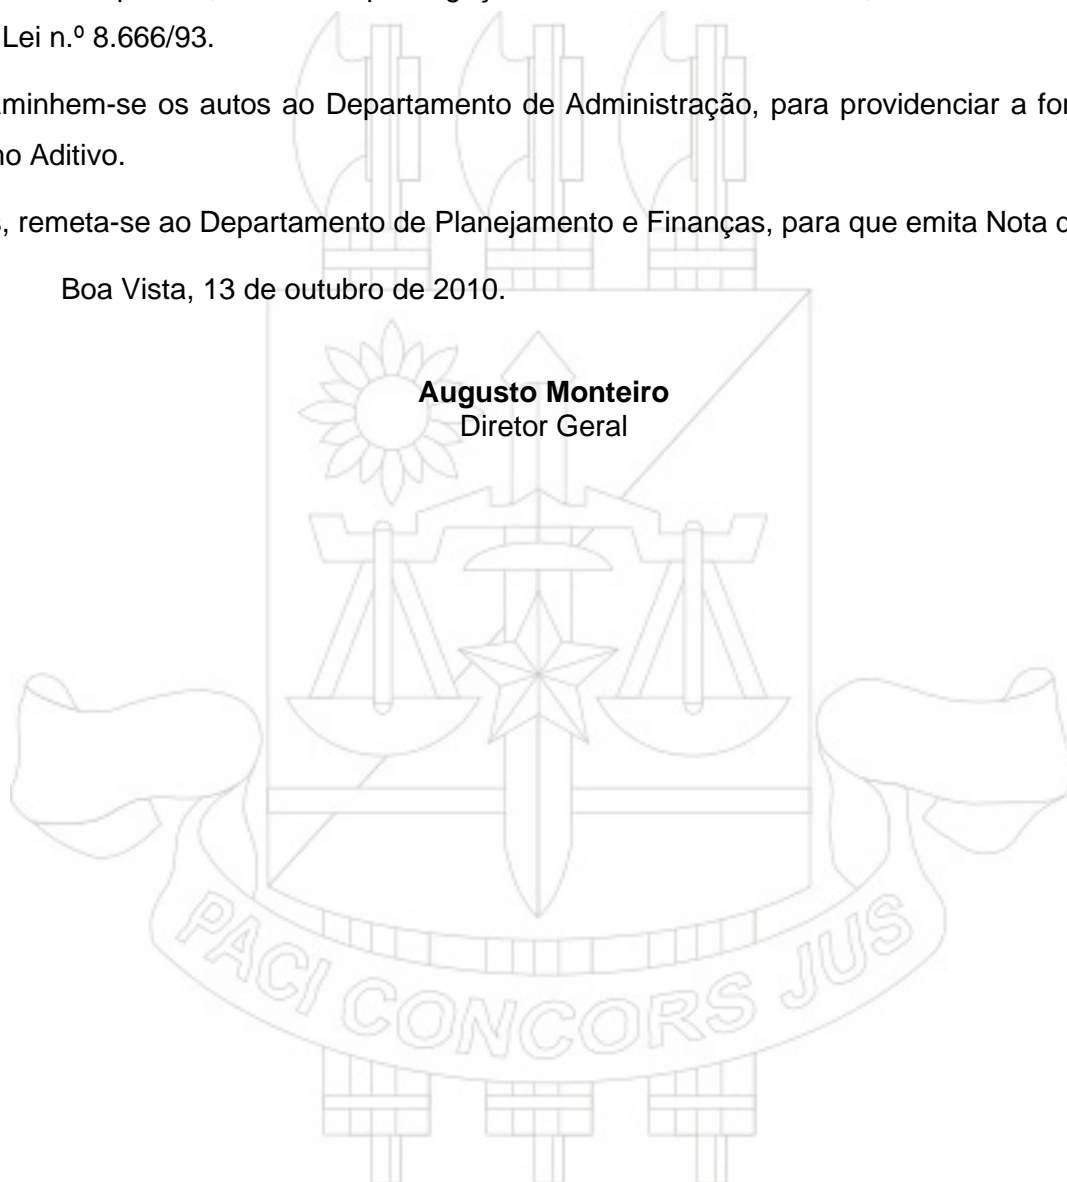 Lei n.º 8.666/93.
minhem-se os autos ao Departamento de Administração, para providenciar a for
no Aditivo.
s, remeta-se ao Departamento de Planejamento e Finanças, para que emita Nota
Boa Vista, 13 de outubro de 2010.
Augusto Monteiro
Diretor Geral
PACI CONCORS JUS